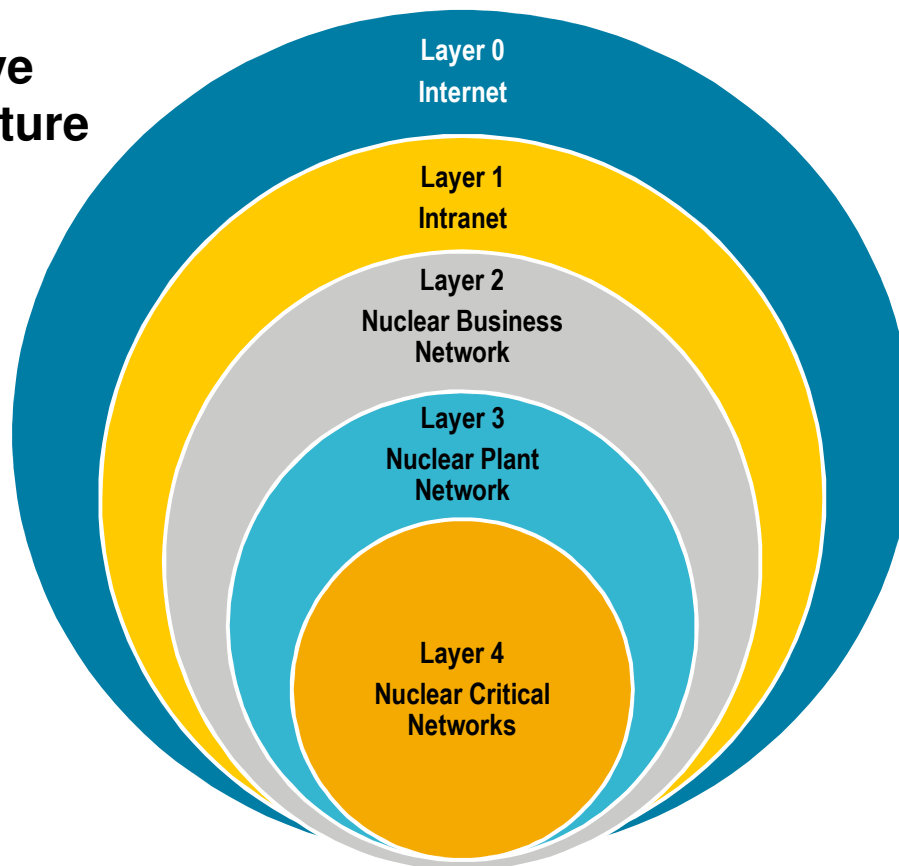 ve
ture
Layer 0
Internet
Layer 1
Intranet
Layer 2
Nuclear Business
Network
Layer 3
Nuclear Plant
Network
Layer 4
Nuclear Critical
Networks